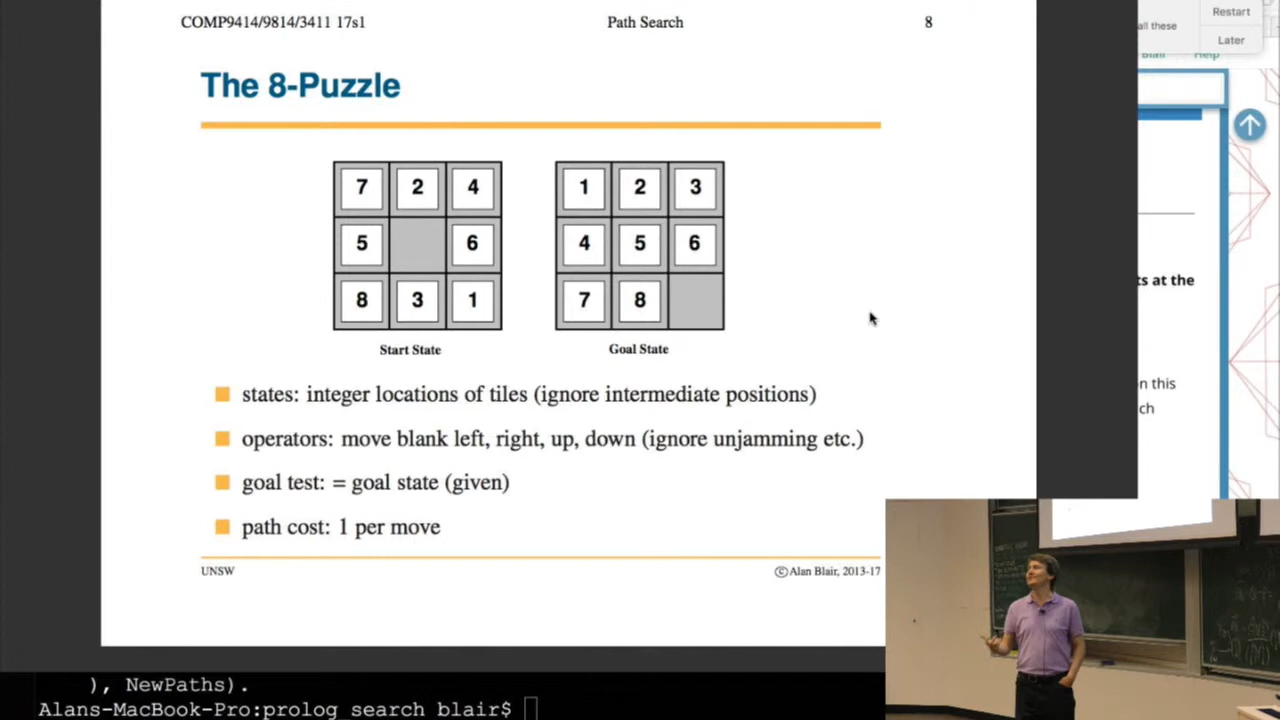 COMP9414/9814/3411 17s1 Path Search 8
The 8-Puzzle
7 2 4
5 6
8 3 1
Start State
1 2 3
4 5 6
7 8
Goal State
states: integer locations of tiles (ignore intermediate positions)
operators: move blank left, right, up, down (ignore unjamming etc.)
goal test: = goal state (given)
path cost: 1 per move
UNSW ©Alan Blair, 2013-17
all these
Restart
Later
Blair Help
ts at the
n this
ch
), NewPaths).
Alans-MacBook-Pro:prolog_search blair$